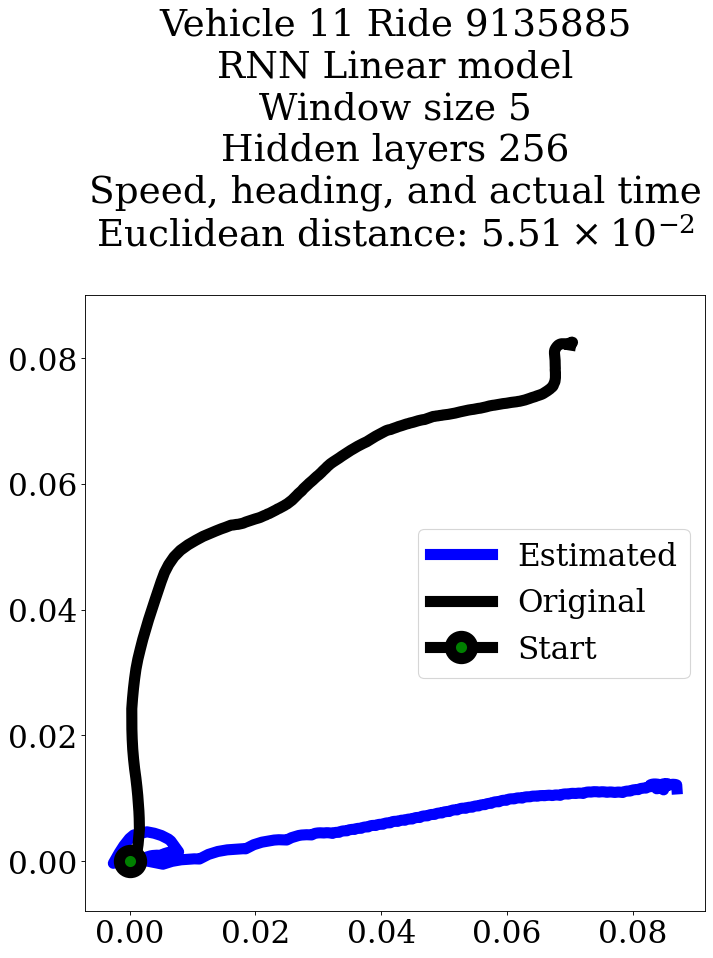 Vehicle 11 Ride 9135885
RNN Linear model
Window size 5
Hidden layers 256
Speed, heading, and actual time
Euclidean distance: 5.51 × 10⁻²
0.08
0.06
0.04
0.02
0.00
Estimated
Original
Start
0.00 0.02 0.04 0.06 0.08